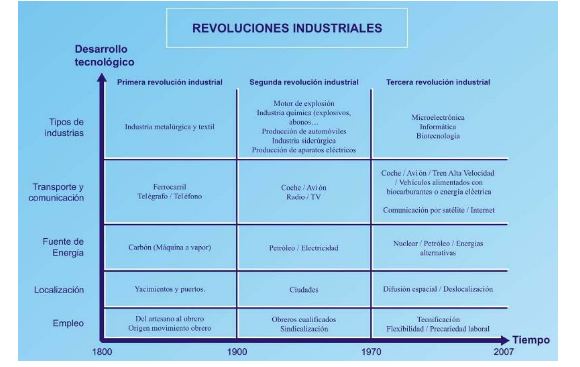 REVOLUCIONES INDUSTRIALES
Desarrollo
tecnológico
Primera revolución industrial
Segunda revolución industrial
Tercera revolución industrial
Tipos de
industrias
Industria metalúrgica y textil
Motor de explosión
Industria química (explosivos,
abonos...
Producción de automóviles
Industria siderúrgica
Producción de aparatos eléctricos
Microelectrónica
Informática
Biotecnología
Transporte y
comunicación
Ferrocarril
Telégrafo / Teléfono
Coche / Avión
Radio / TV
Coche / Avión / Tren Alta Velocidad
/ Vehículos alimentados con
biocarburantes o energía eléctrica
Comunicación por satélite / Internet
Fuente de
Energía
Carbón (Máquina a vapor)
Petróleo / Electricidad
Nuclear / Petróleo / Energías
alternativas
Localización
Yacimientos y puertos.
Ciudades
Difusión espacial / Deslocalización
Empleo
Del artesano al obrero
Origen movimiento obrero
Obreros cualificados
Sindicalización
Tecnificación
Flexibilidad / Precariedad laboral
Tiempo
1800
1900
1970
2007